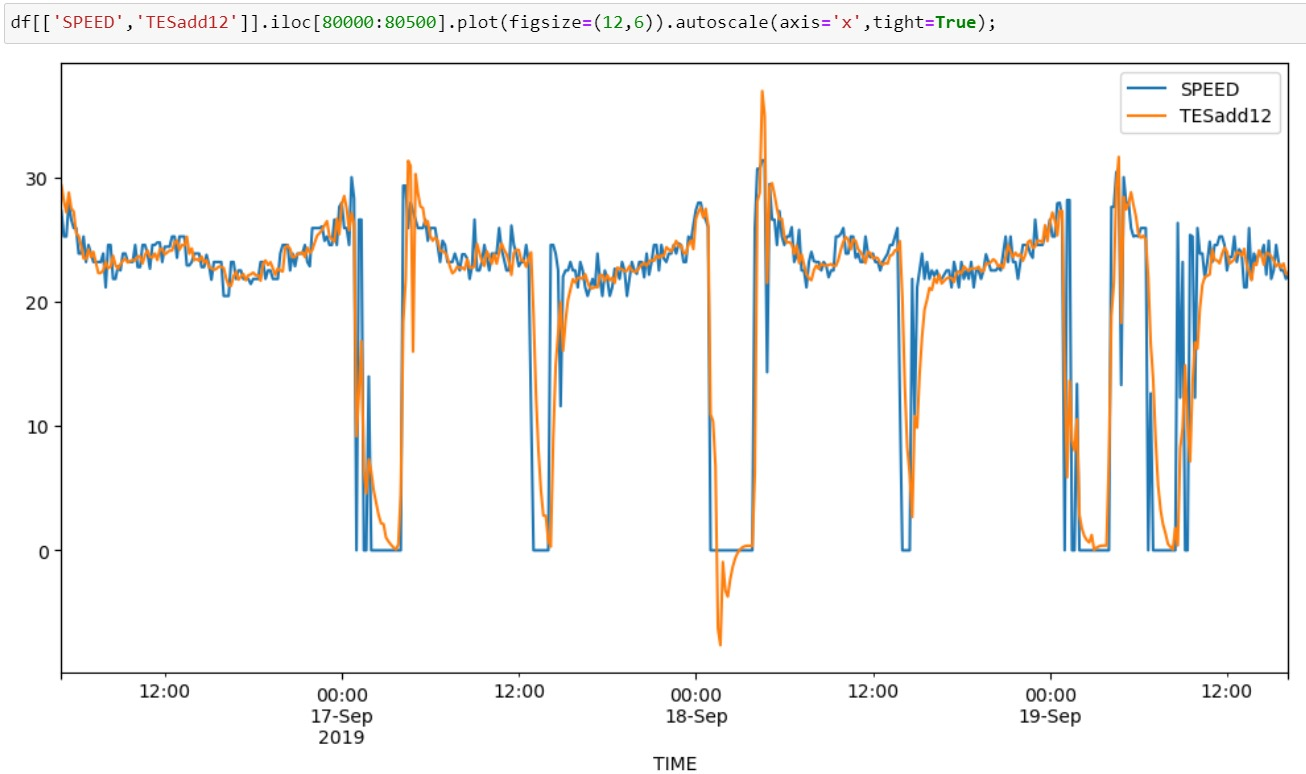 df[['SPEED','TESadd12']].iloc[80000:80500].plot(figsize=(12,6)).autoscale(axis='x',tight=True);
SPEED
TESadd12
30
20
10
0
12:00
00:00
17-Sep
2019
12:00
00:00
18-Sep
12:00
00:00
19-Sep
12:00
TIME